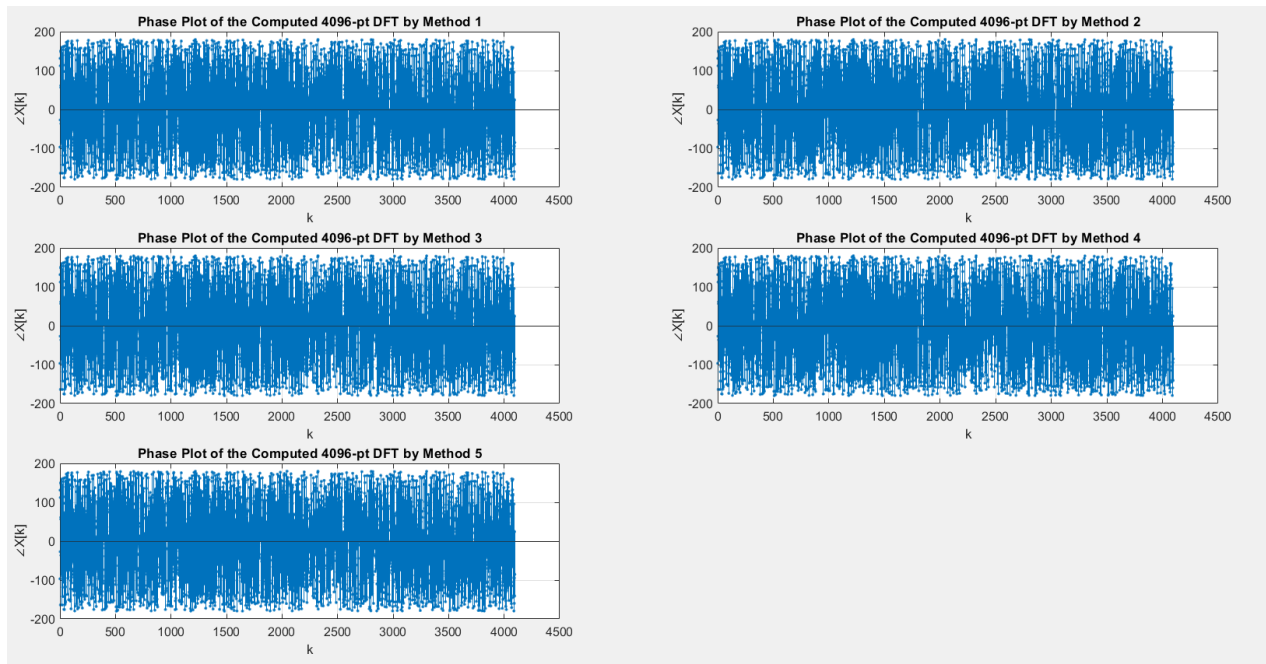 Phase Plot of the Computed 4096-pt DFT by Method 1
200
100
0
-100
-200
∠X[k]
0 500 1000 1500 2000 2500 3000 3500 4000 4500
k
Phase Plot of the Computed 4096-pt DFT by Method 2
200
100
0
-100
-200
∠X[k]
0 500 1000 1500 2000 2500 3000 3500 4000 4500
k
Phase Plot of the Computed 4096-pt DFT by Method 3
200
100
0
-100
-200
∠X[k]
0 500 1000 1500 2000 2500 3000 3500 4000 4500
k
Phase Plot of the Computed 4096-pt DFT by Method 4
200
100
0
-100
-200
∠X[k]
0 500 1000 1500 2000 2500 3000 3500 4000 4500
k
Phase Plot of the Computed 4096-pt DFT by Method 5
200
100
0
-100
-200
∠X[k]
0 500 1000 1500 2000 2500 3000 3500 4000 4500
k